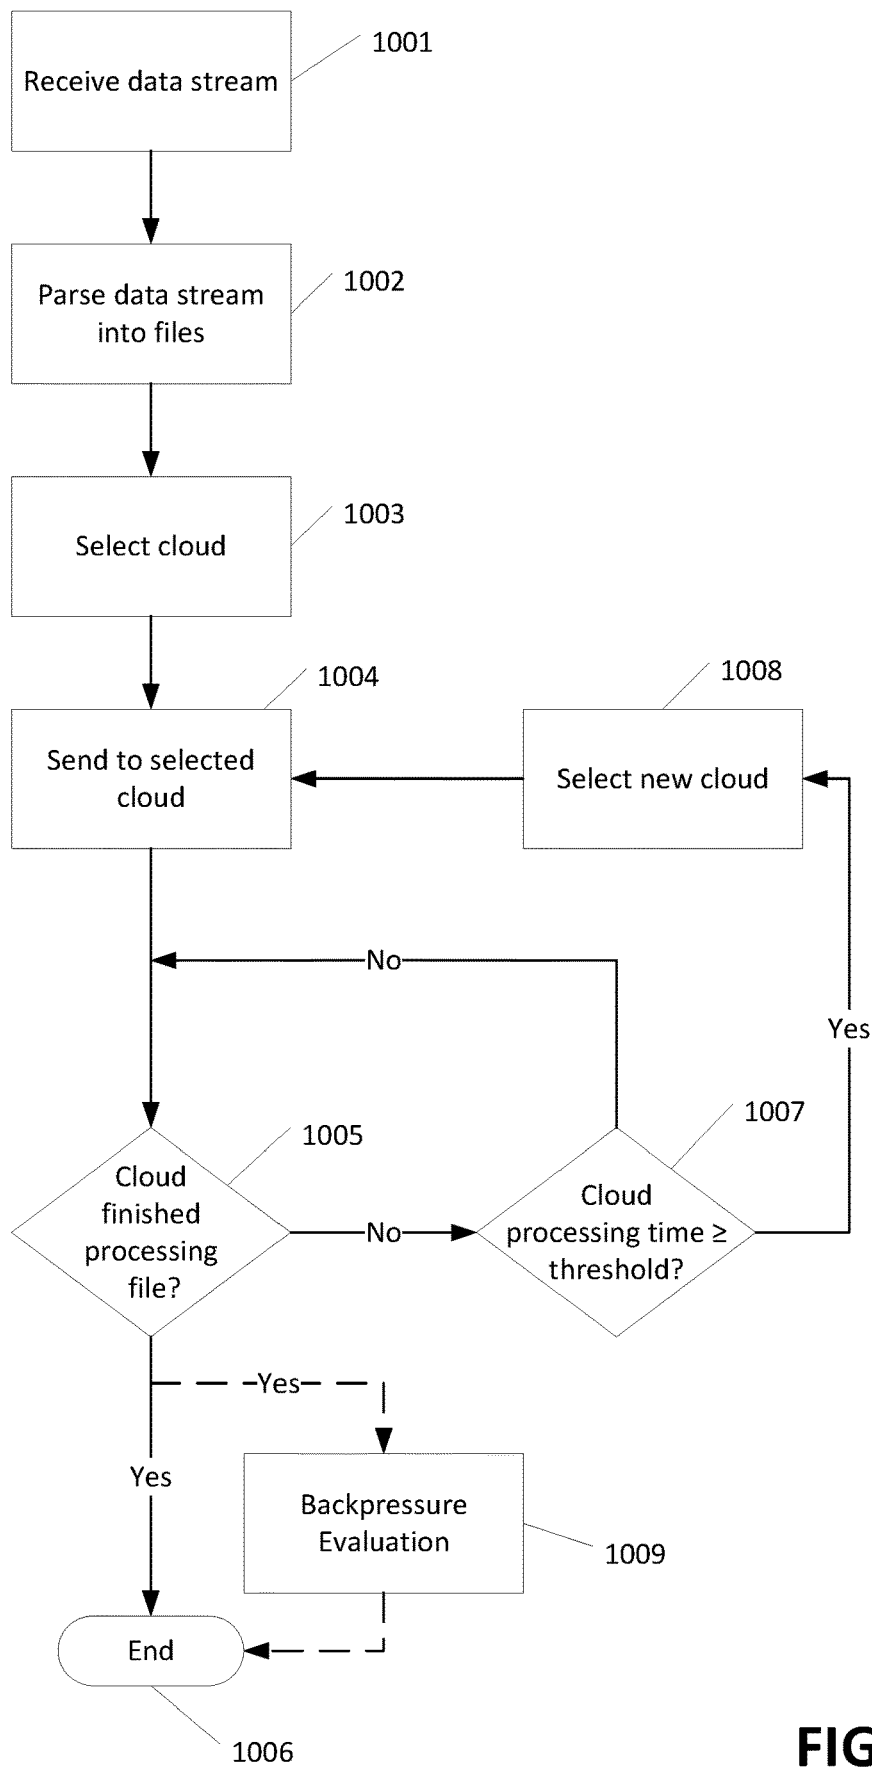 1001
Receive data stream
1002
Parse data stream
into files
1003
Select cloud
1004
1008
Send to selected
cloud
Select new cloud
No
Yes
1007
1005
Cloud
finished
processing
file?
No
Cloud
processing time ≥
threshold?
Yes
Yes
Backpressure
Evaluation
1009
End
1006
FIG